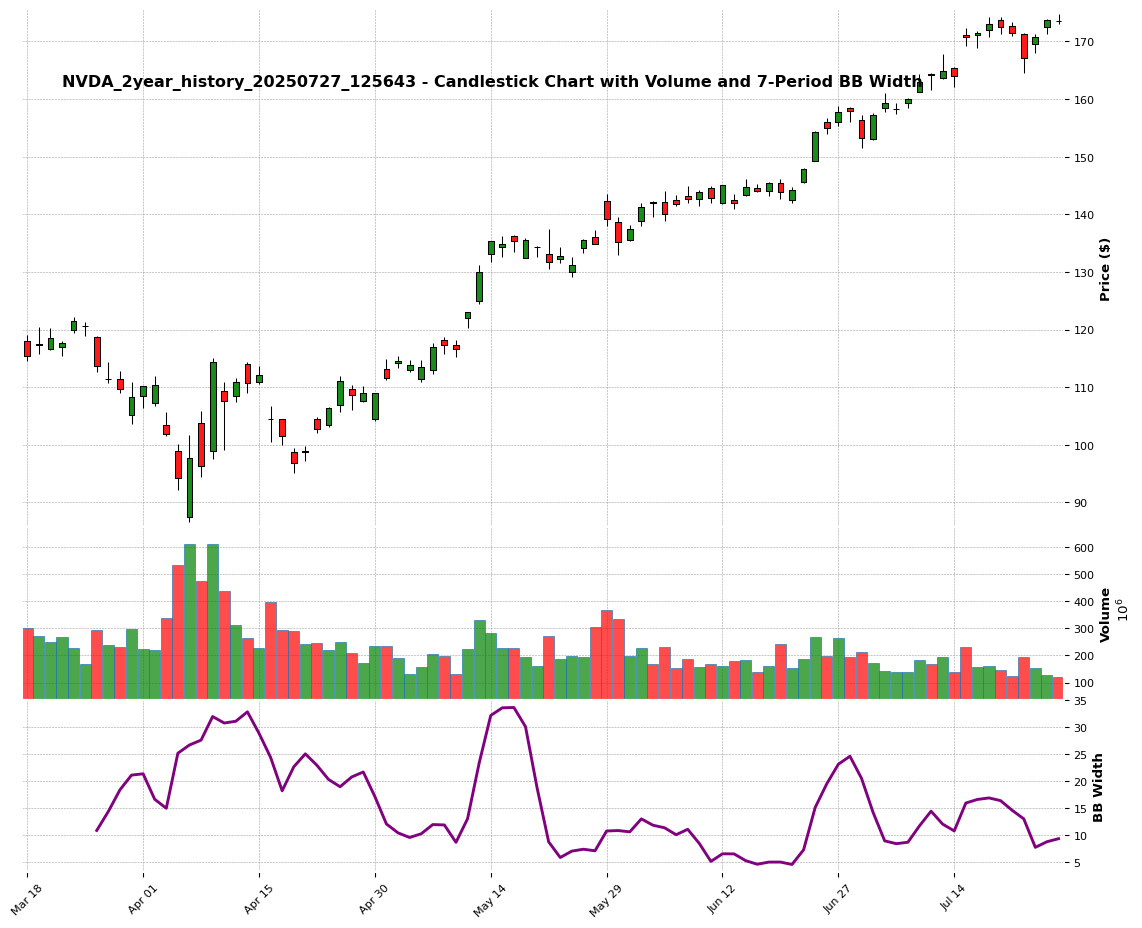 NVDA_2year_history_20250727_125643 - Candlestick Chart with Volume and 7-Period BB Width
170
160
150
140
130
120
110
100
90
Price ($)
600
500
400
300
200
100
Volume
10^6
35
30
25
20
15
10
5
BB Width
Mar 18
Apr 01
Apr 15
Apr 30
May 14
May 29
Jun 12
Jun 27
Jul 14